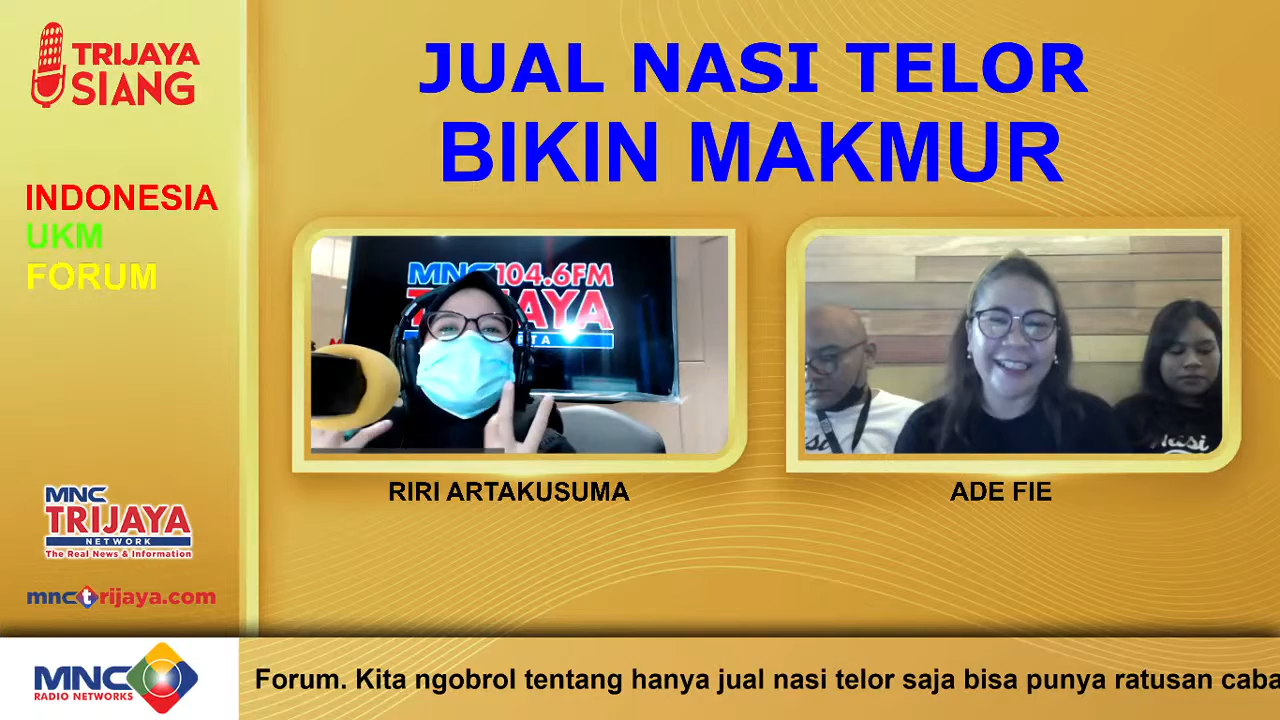 TRIJAYA
SIANG
INDONESIA
UKM
FORUM
JUAL NASI TELOR
BIKIN MAKMUR
MNC 104.6FM
TRIJAYA
RIRI ARTAKUSUMA
ADE FIE
MNC
TRIJAYA
NETWORK
The Real News & Information
mnctrijaya.com
MNC
RADIO NETWORKS
Forum. Kita ngobrol tentang hanya jual nasi telor saja bisa punya ratusan caba